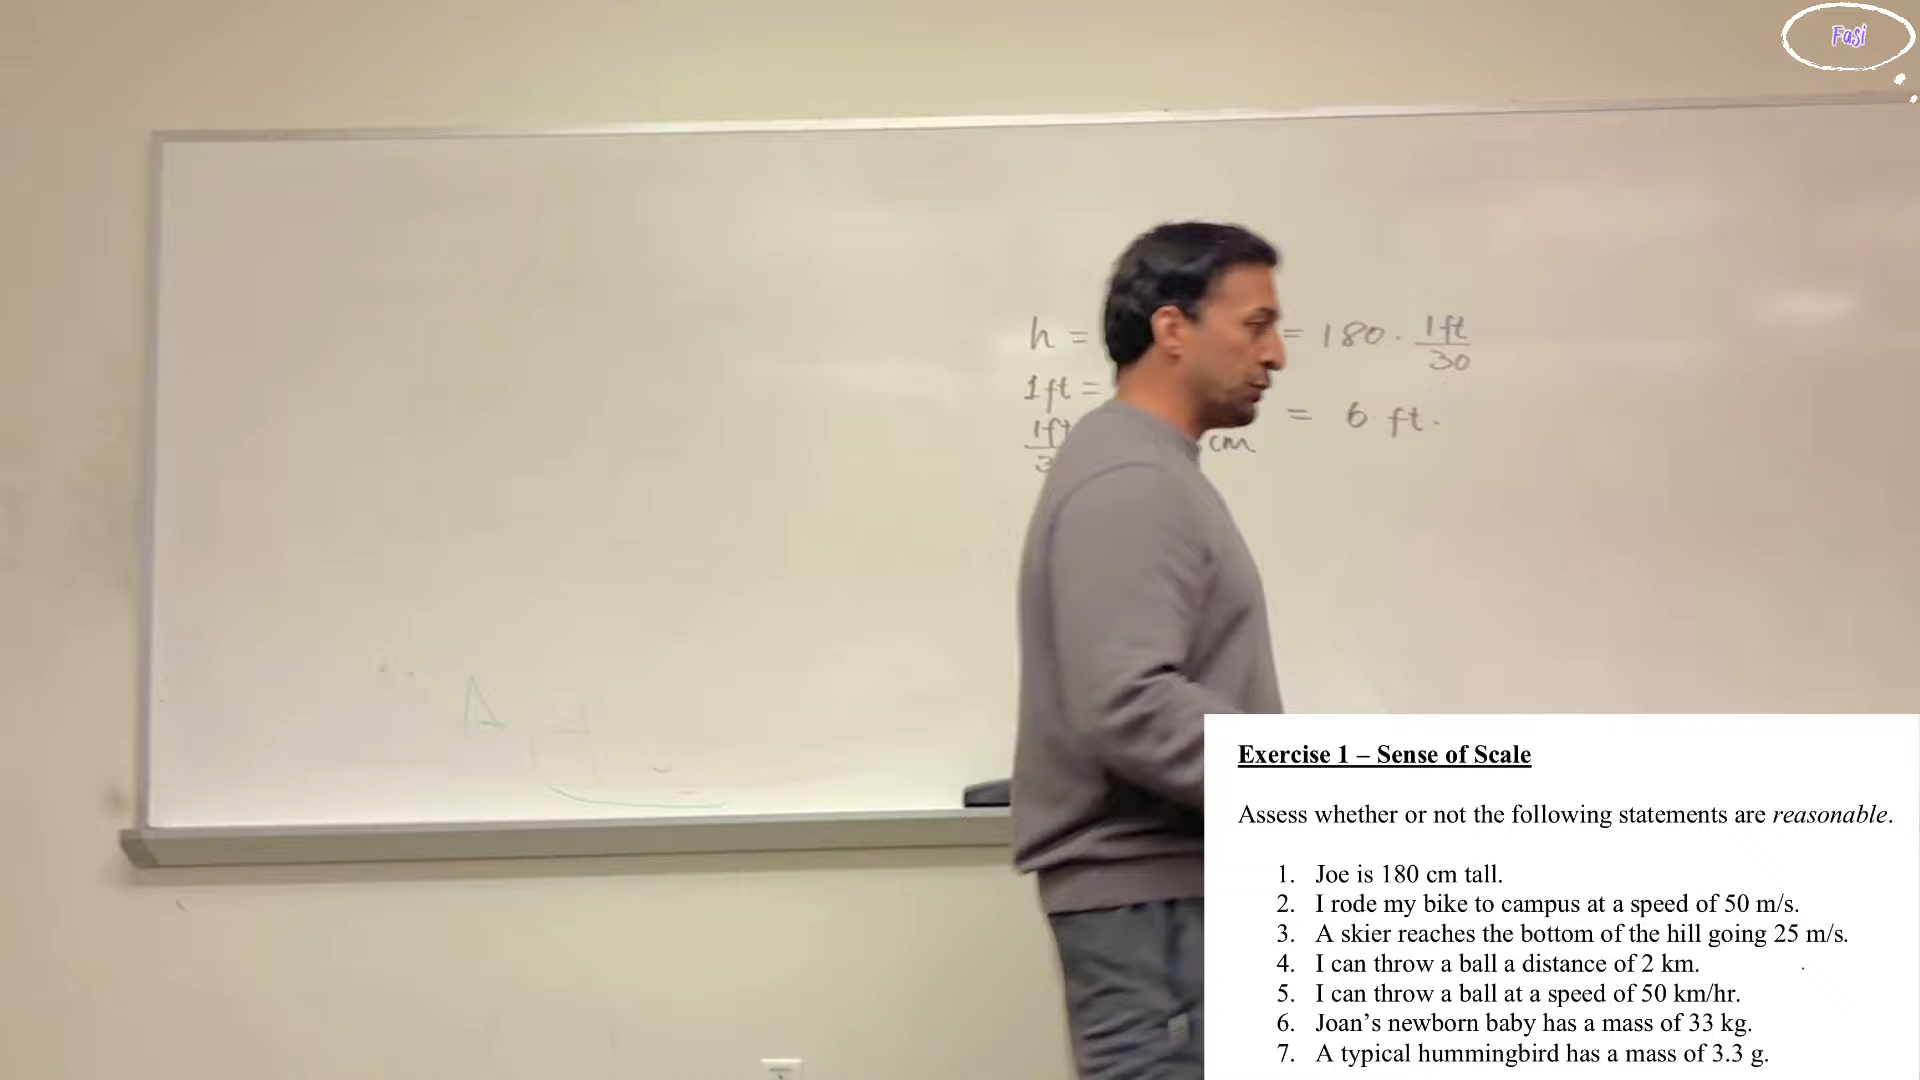 Fasi
h = = 180 · 1ft/30
1ft =
= 6 ft.
1ft/3 cm
Exercise 1 – Sense of Scale
Assess whether or not the following statements are reasonable.
1. Joe is 180 cm tall.
2. I rode my bike to campus at a speed of 50 m/s.
3. A skier reaches the bottom of the hill going 25 m/s.
4. I can throw a ball a distance of 2 km.
5. I can throw a ball at a speed of 50 km/hr.
6. Joan’s newborn baby has a mass of 33 kg.
7. A typical hummingbird has a mass of 3.3 g.